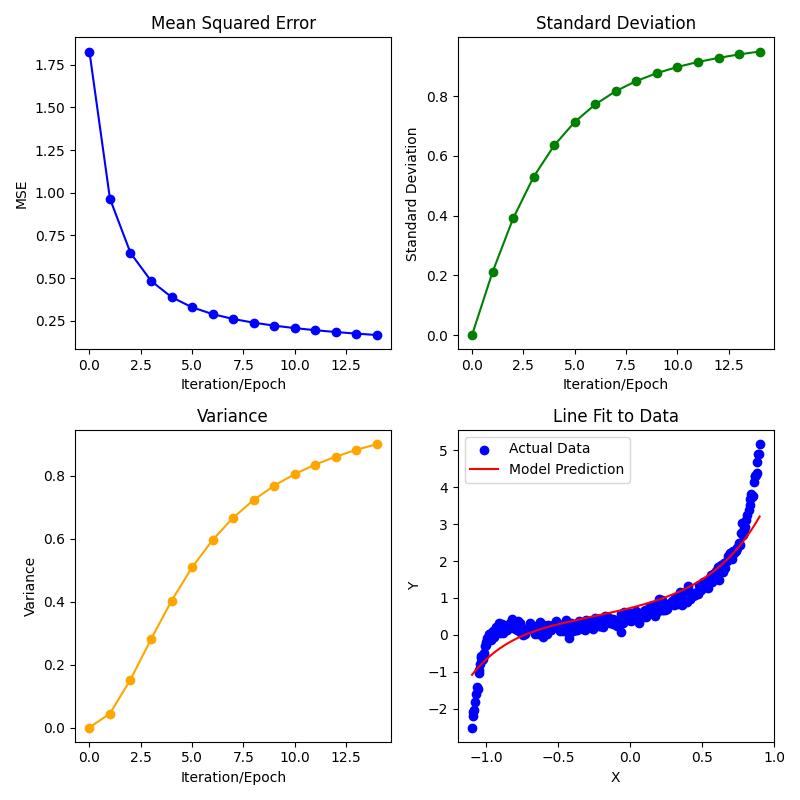 Mean Squared Error
MSE
1.75
1.50
1.25
1.00
0.75
0.50
0.25
0.0 2.5 5.0 7.5 10.0 12.5
Iteration/Epoch
Standard Deviation
Standard Deviation
0.8
0.6
0.4
0.2
0.0
0.0 2.5 5.0 7.5 10.0 12.5
Iteration/Epoch
Variance
Variance
0.8
0.6
0.4
0.2
0.0
0.0 2.5 5.0 7.5 10.0 12.5
Iteration/Epoch
Line Fit to Data
Actual Data
Model Prediction
Y
5
4
3
2
1
0
−1
−2
−1.0 −0.5 0.0 0.5 1.0
X